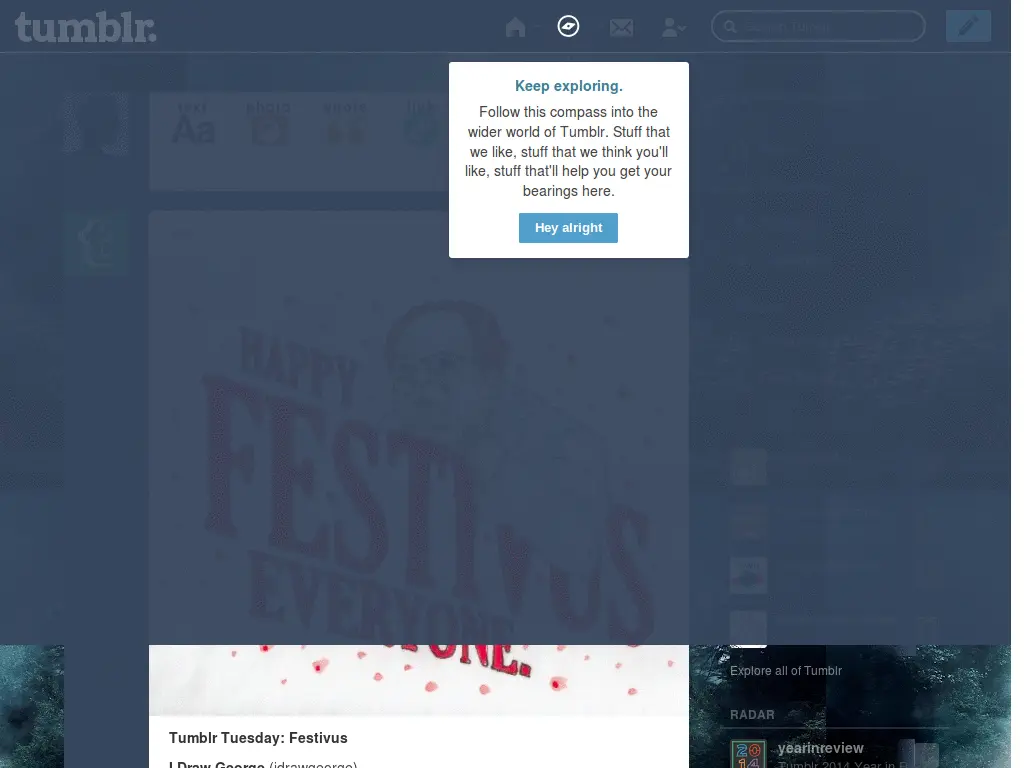 tumblr.
Keep exploring.
Follow this compass into the
wider world of Tumblr. Stuff that
we like, stuff that we think you'll
like, stuff that'll help you get your
bearings here.
Hey alright
text photo quote link
Aa
HAPPY
FESTIVUS
EVERYONE.
Explore all of Tumblr
RADAR
2014
yearinreview
Tumblr 2014 Year in
Tumblr Tuesday: Festivus
I Draw George (idrawgeorge)